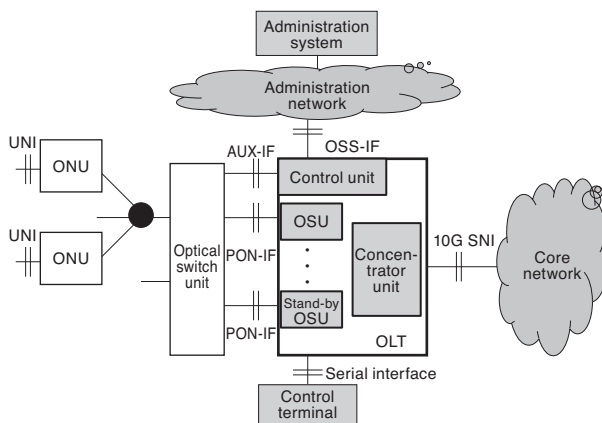 Administration
system
Administration
network
OSS-IF
UNI
ONU
AUX-IF
Control unit
OSU
UNI
ONU
Optical
switch
unit
PON-IF
Concen-
trator
unit
10G SNI
Core
network
Stand-by
OSU
PON-IF
OLT
Serial interface
Control
terminal